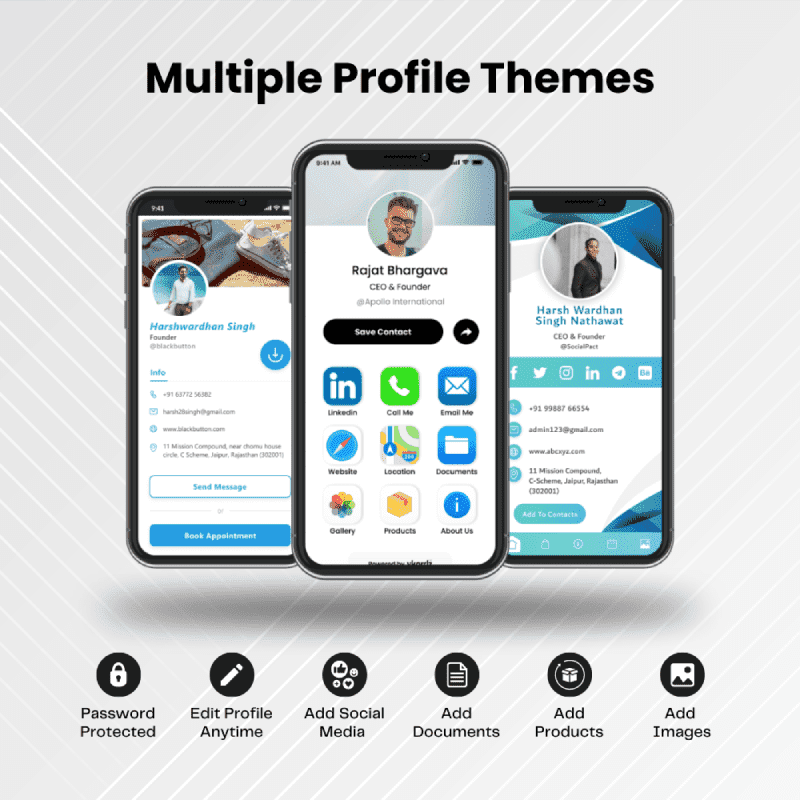 Multiple Profile Themes
9:41
Harshwardhan Singh
Founder
@blackbutton
Info
+91 63772 56382
harsh28singh@gmail.com
www.blackbutton.com
11 Mission Compound, near chomu house
circle, C Scheme, Jaipur, Rajasthan (302001)
Send Message
or
Book Appointment
9:41 AM
Rajat Bhargava
CEO & Founder
@Apollo International
Save Contact
in
Linkedin
Call Me
Email Me
280
Website
Location
Documents
Gallery
Products
About Us
Powered by
Harsh Wardhan
Singh Nathawat
CEO & Founder
@SocialPact
f
in
Bē
+91 99887 66554
admin123@gmail.com
www.abcxyz.com
11 Mission Compound,
C-Scheme, Jaipur, Rajasthan
(302001)
Add To Contacts
Password
Protected
Edit Profile
Anytime
Add Social
Media
Add
Documents
Add
Products
Add
Images